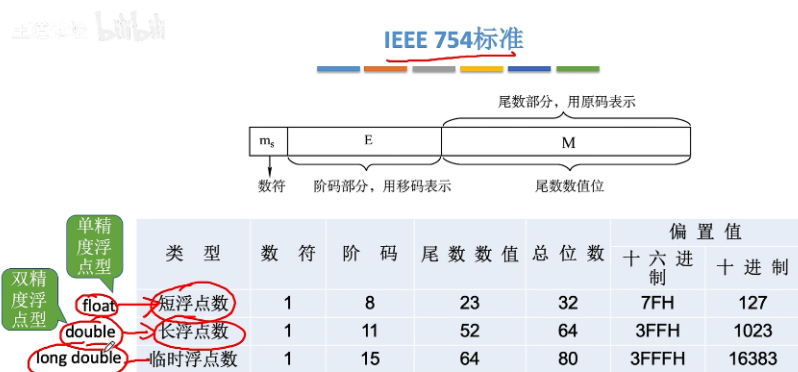 bilibili
IEEE 754标准
尾数部分，用原码表示
ms E M
数符 阶码部分，用移码表示 尾数数值位
单精度浮点型
双精度浮点型
类 型 数 符 阶 码 尾数数值 总位数 偏置值
十六进制 十进制
float 短浮点数 1 8 23 32 7FH 127
double 长浮点数 1 11 52 64 3FFH 1023
long double 临时浮点数 1 15 64 80 3FFFH 16383